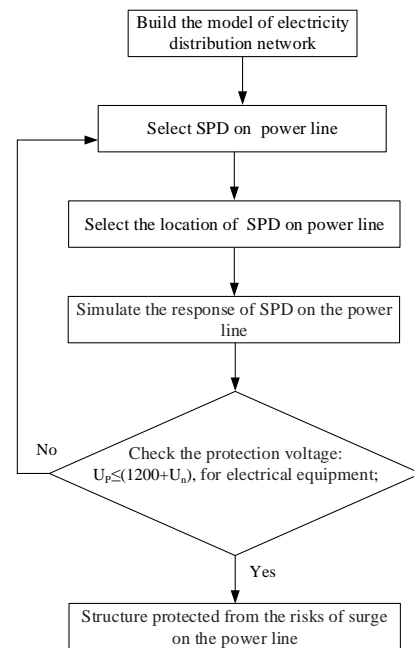 Build the model of electricity
distribution network
Select SPD on power line
Select the location of SPD on power line
Simulate the response of SPD on the power
line
No
Check the protection voltage:
Uₚ≤(1200+Uₙ), for electrical equipment;
Yes
Structure protected from the risks of surge
on the power line